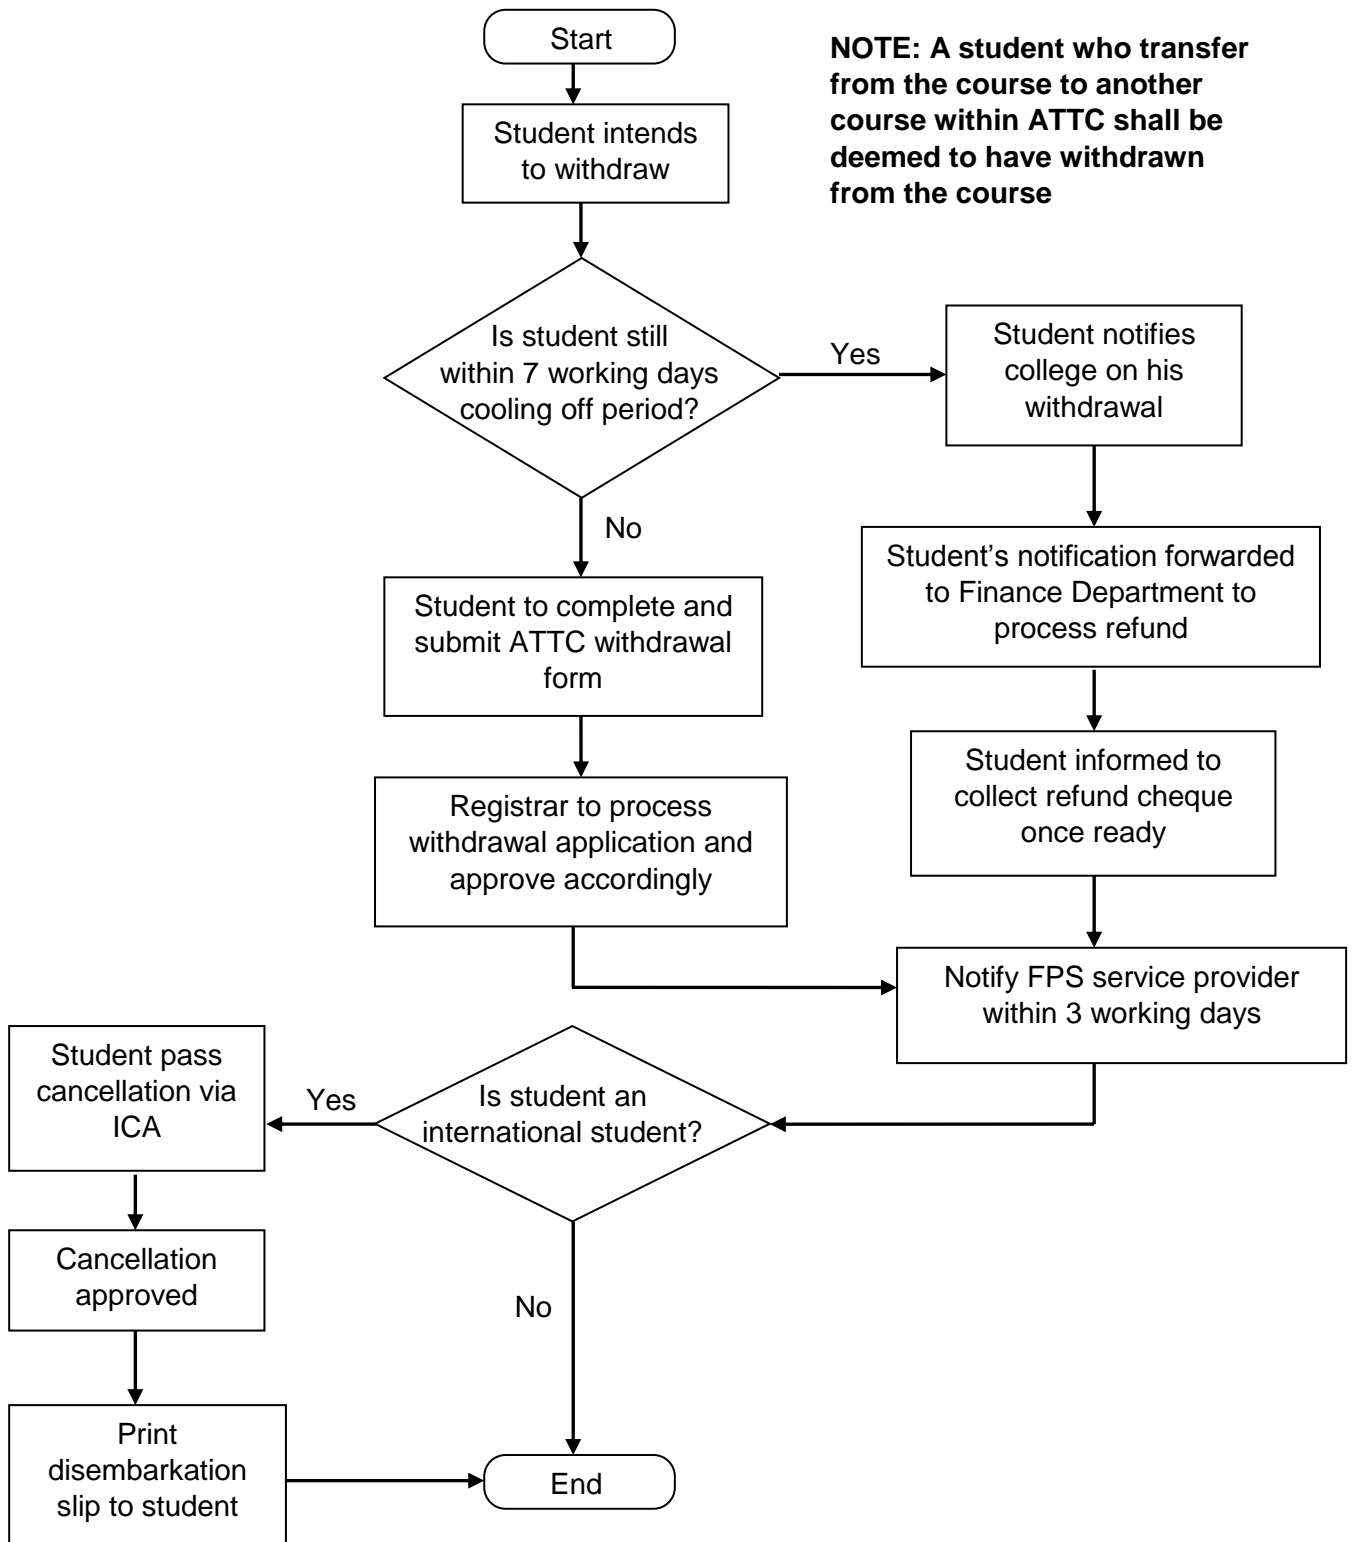 Start
NOTE: A student who transfer
from the course to another
course within ATTC shall be
deemed to have withdrawn
from the course
Student intends
to withdraw
Is student still
within 7 working days
cooling off period?
Yes
Student notifies
college on his
withdrawal
No
Student’s notification forwarded
to Finance Department to
process refund
Student to complete and
submit ATTC withdrawal
form
Student informed to
collect refund cheque
once ready
Registrar to process
withdrawal application and
approve accordingly
Notify FPS service provider
within 3 working days
Student pass
cancellation via
ICA
Yes
Is student an
international student?
Cancellation
approved
No
Print
disembarkation
slip to student
End